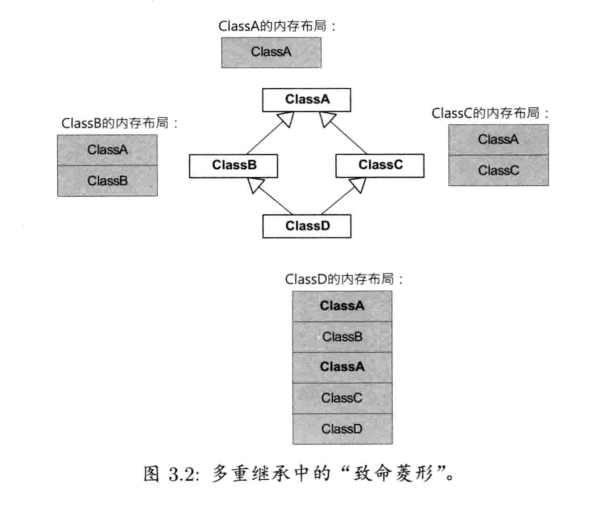 ClassA的内存布局：
ClassA
ClassA
ClassB的内存布局：
ClassA
ClassB
ClassB
ClassC
ClassC的内存布局：
ClassA
ClassC
ClassD
ClassD的内存布局：
ClassA
ClassB
ClassA
ClassC
ClassD
图 3.2: 多重继承中的“致命菱形”。